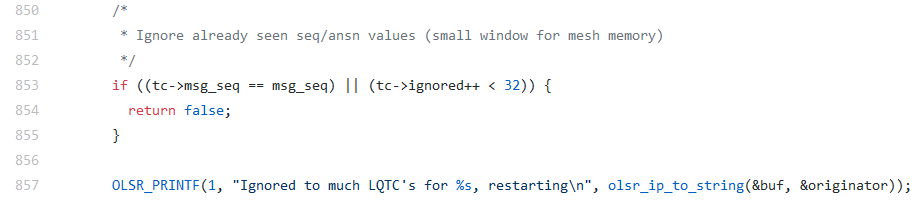 850 /*
851 * Ignore already seen seq/ansn values (small window for mesh memory)
852 */
853 if ((tc->msg_seq == msg_seq) || (tc->ignored++ < 32)) {
854 return false;
855 }
856
857 OLSR_PRINTF(1, "Ignored to much LQTC's for %s, restarting\n", olsr_ip_to_string(&buf, &originator));